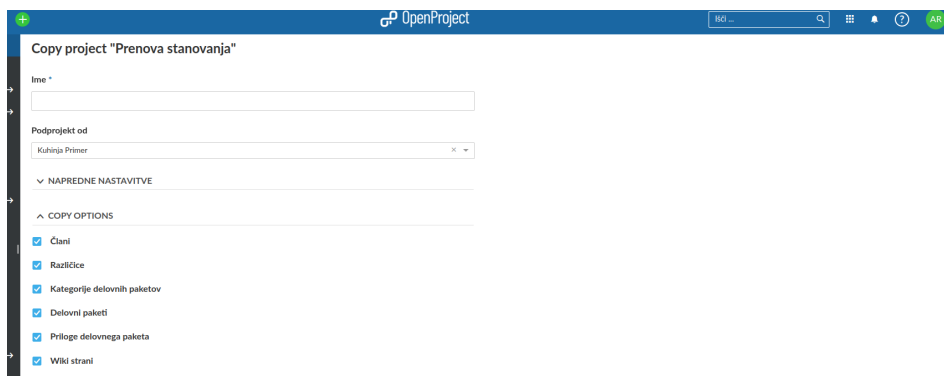 OpenProject
Išči ...
AR
Copy project "Prenova stanovanja"
Ime *
Podprojekt od
Kuhinja Primer
NAPREDNE NASTAVITVE
COPY OPTIONS
Člani
Različice
Kategorije delovnih paketov
Delovni paketi
Priloge delovnega paketa
Wiki strani